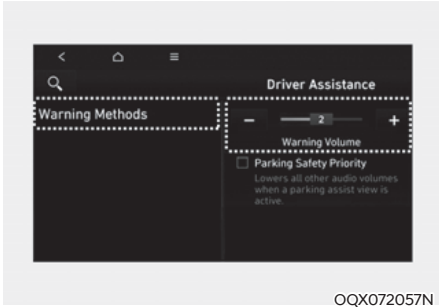 Driver Assistance
Warning Methods
− 2 +
Warning Volume
Parking Safety Priority
Lowers all other audio volumes
when a parking assist view is
active.
OQX072057N